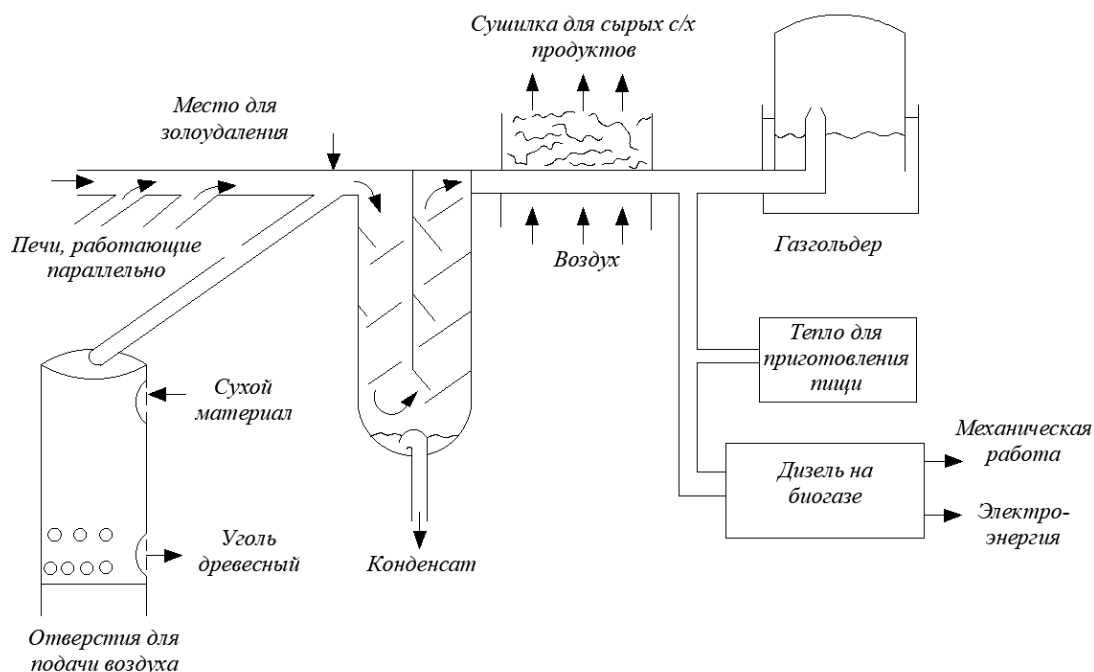 Сушилка для сырых с/х
продуктов
Место для
золоудаления
Печи, работающие
параллельно
Воздух
Газгольдер
Тепло для
приготовления
пищи
Сухой
материал
Механическая
работа
Дизель на
биогазе
Электро-
энергия
Уголь
древесный
Конденсат
Отверстия для
подачи воздуха